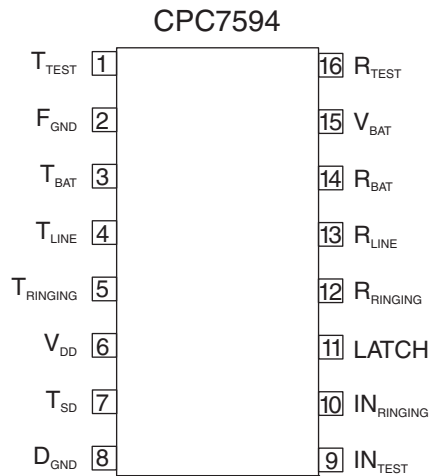 CPC7594
T_TEST 1 16 R_TEST
F_GND 2 15 V_BAT
T_BAT 3 14 R_BAT
T_LINE 4 13 R_LINE
T_RINGING 5 12 R_RINGING
V_DD 6 11 LATCH
T_SD 7 10 IN_RINGING
D_GND 8 9 IN_TEST